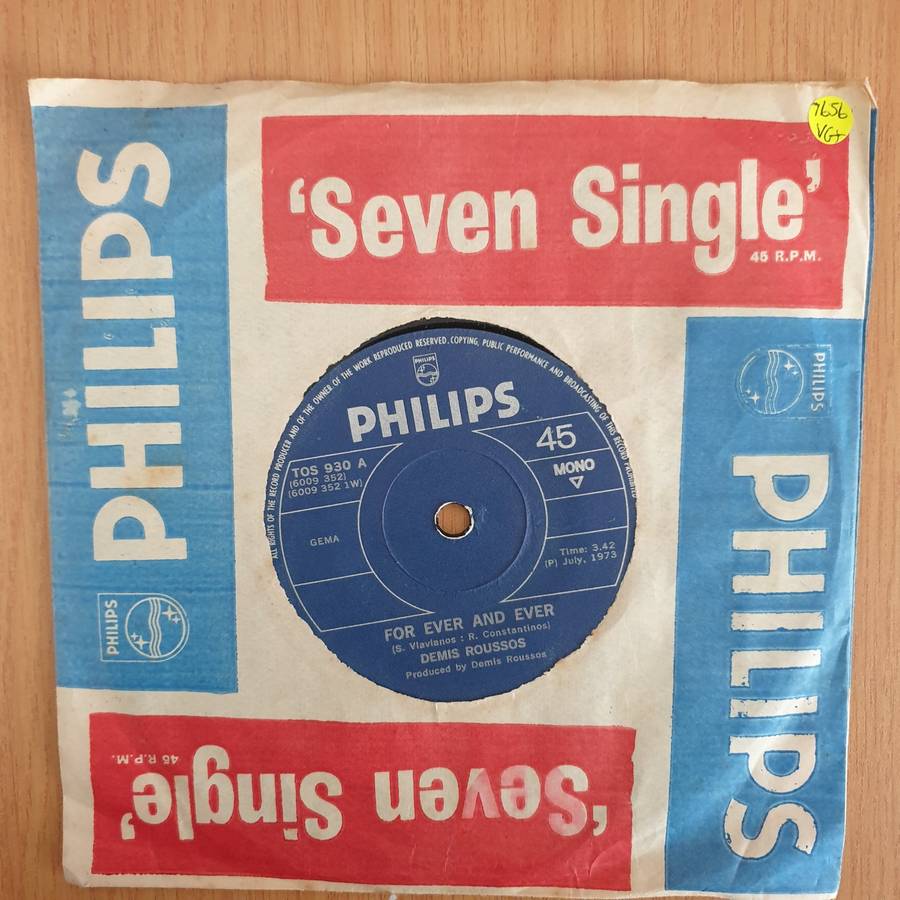 7656
VG+
'Seven Single'
45 R.P.M.
PHILIPS
PHILIPS
PHILIPS
PHILIPS
ALL RIGHTS OF THE RECORD PRODUCER AND OF THE OWNER OF THE WORK REPRODUCED RESERVED. COPYING, PUBLIC PERFORMANCE AND BROADCASTING OF THIS RECORD PROHIBITED
PHILIPS
PHILIPS
45
MONO
TOS 930 A
(6009 352)
(6009 352 1W)
GEMA
Time: 3.42
(P) July, 1973
FOR EVER AND EVER
(S. Vlavianos : R. Constantinos)
DEMIS ROUSSOS
Produced by Demis Roussos
'Seven Single'
45 R.P.M.